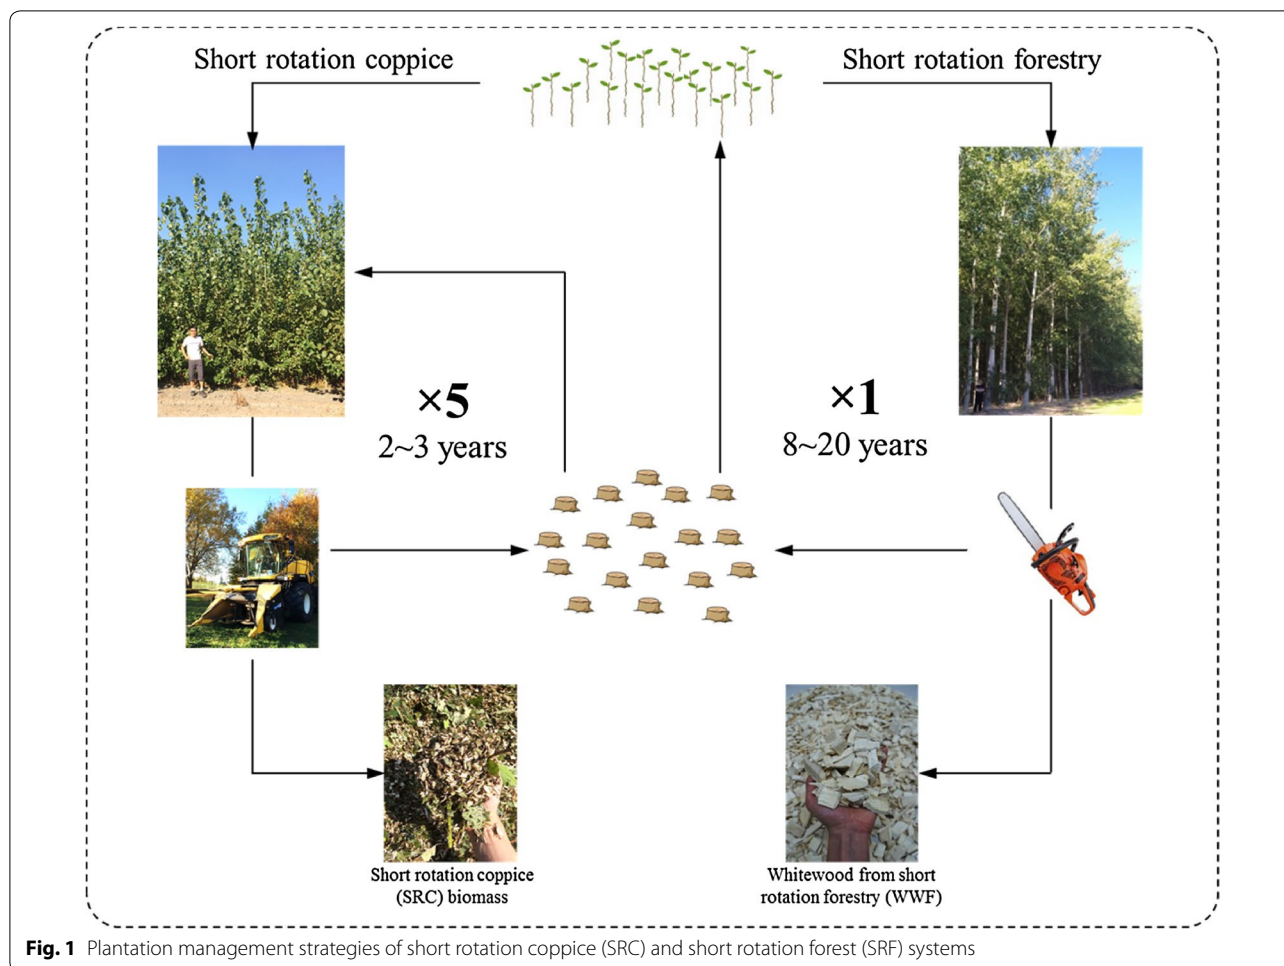 Short rotation coppice
Short rotation forestry
×5
2~3 years
×1
8~20 years
Short rotation coppice
(SRC) biomass
Whitewood from short
rotation forestry (WWF)
Fig. 1 Plantation management strategies of short rotation coppice (SRC) and short rotation forest (SRF) systems